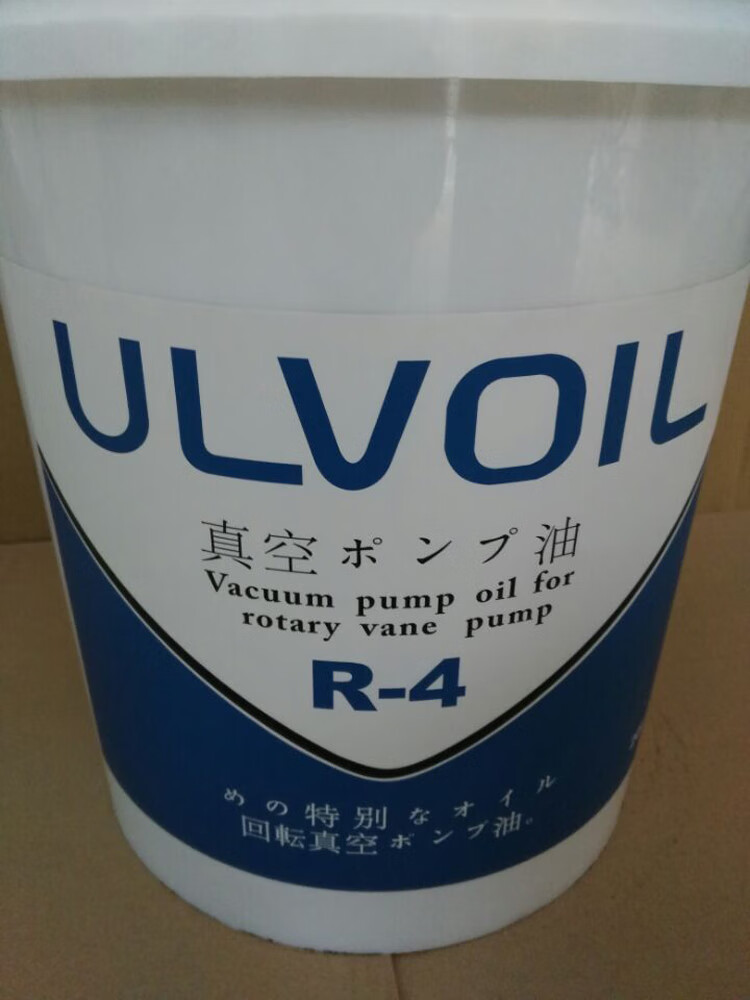 ULVOIL
真空ポンプ油
Vacuum pump oil for
rotary vane pump
R-4
めの特別なオイル
回転真空ポンプ油。